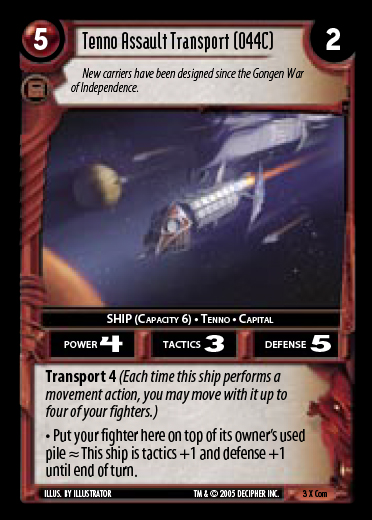 5 Tenno Assault Transport (044C) 2
New carriers have been designed since the Gongen War
of Independence.
SHIP (Capacity 6) • Tenno • Capital
POWER 4 TACTICS 3 DEFENSE 5
Transport 4 (Each time this ship performs a
movement action, you may move with it up to
four of your fighters.)
• Put your fighter here on top of its owner's used
pile ≈ This ship is tactics +1 and defense +1
until end of turn.
ILLUS. BY ILLUSTRATOR TM & © 2005 DECIPHER INC. 3 X Com